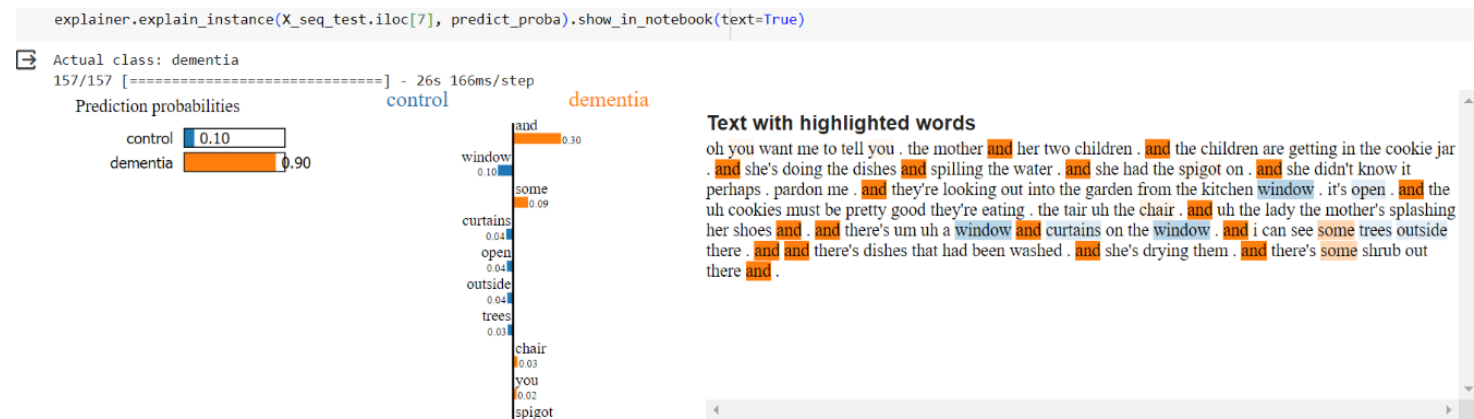 explainer.explain_instance(X_seq_test.iloc[7], predict_proba).show_in_notebook(text=True)
Actual class: dementia
157/157 [==============================] - 26s 166ms/step
Prediction probabilities
control 0.10
dementia 0.90
control dementia
and
0.30
window
0.10
some
0.09
curtains
0.04
open
0.04
outside
0.04
trees
0.03
chair
0.03
you
0.02
spigot
Text with highlighted words
oh you want me to tell you . the mother and her two children . and the children are getting in the cookie jar
. and she's doing the dishes and spilling the water . and she had the spigot on . and she didn't know it
perhaps . pardon me . and they're looking out into the garden from the kitchen window . it's open . and the
uh cookies must be pretty good they're eating . the tair uh the chair . and uh the lady the mother's splashing
her shoes and . and there's um uh a window and curtains on the window . and i can see some trees outside
there . and and there's dishes that had been washed . and she's drying them . and there's some shrub out
there and .